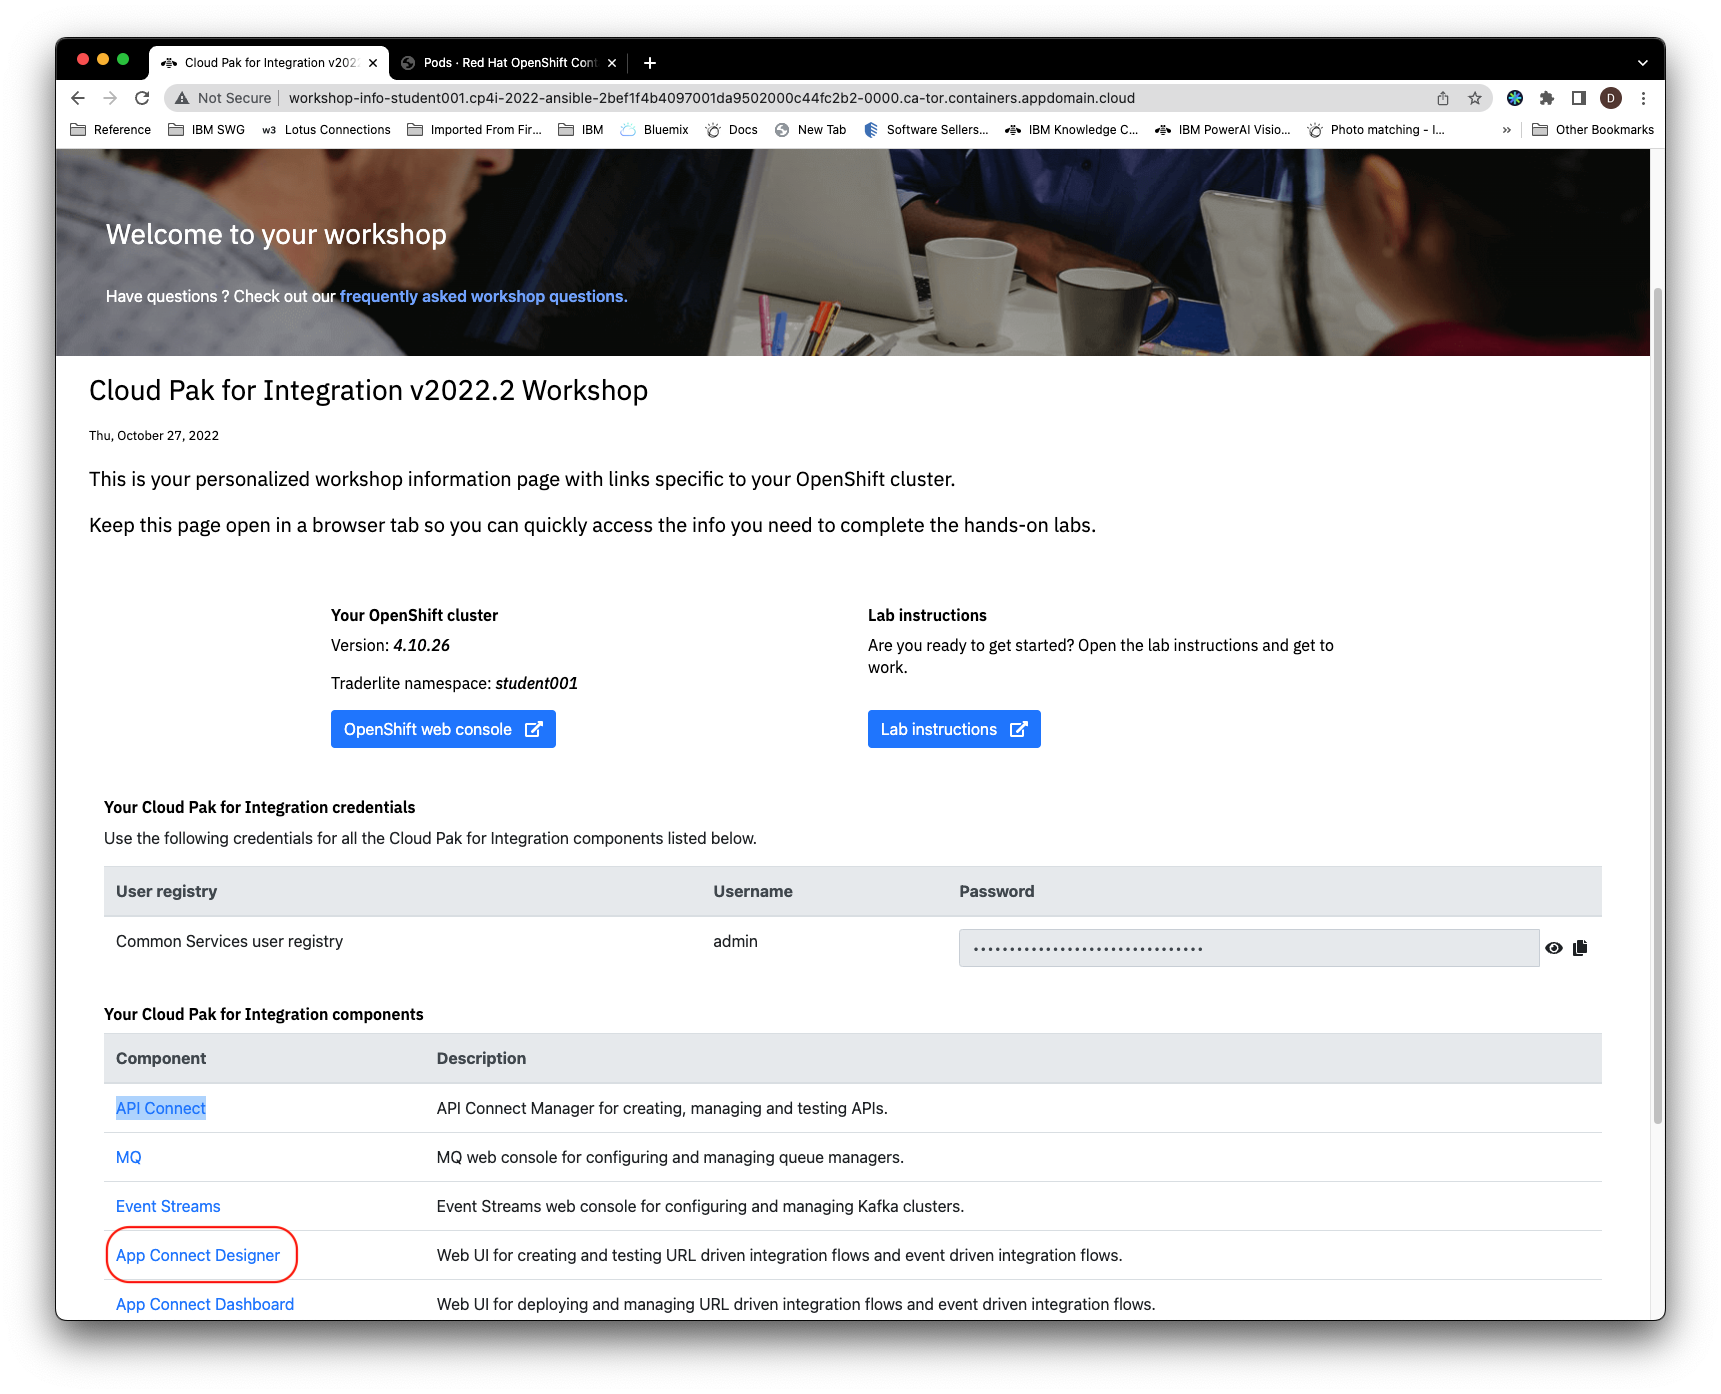 Cloud Pak for Integration v202
Pods · Red Hat OpenShift Cont
Not Secure
workshop-info-student001.cp4i-2022-ansible-2bef1f4b4097001da9502000c44fc2b2-0000.ca-tor.containers.appdomain.cloud
D
Reference
IBM SWG
w3 Lotus Connections
Imported From Fir...
IBM
Bluemix
Docs
New Tab
Software Sellers...
IBM Knowledge C...
IBM PowerAI Visio...
Photo matching - I...
»
Other Bookmarks
Welcome to your workshop
Have questions ? Check out our frequently asked workshop questions.
Cloud Pak for Integration v2022.2 Workshop
Thu, October 27, 2022
This is your personalized workshop information page with links specific to your OpenShift cluster.
Keep this page open in a browser tab so you can quickly access the info you need to complete the hands-on labs.
Your OpenShift cluster
Version: 4.10.26
Traderlite namespace: student001
OpenShift web console
Lab instructions
Are you ready to get started? Open the lab instructions and get to
work.
Lab instructions
Your Cloud Pak for Integration credentials
Use the following credentials for all the Cloud Pak for Integration components listed below.
User registry Username Password
Common Services user registry admin
Your Cloud Pak for Integration components
Component Description
API Connect API Connect Manager for creating, managing and testing APIs.
MQ MQ web console for configuring and managing queue managers.
Event Streams Event Streams web console for configuring and managing Kafka clusters.
App Connect Designer Web UI for creating and testing URL driven integration flows and event driven integration flows.
App Connect Dashboard Web UI for deploying and managing URL driven integration flows and event driven integration flows.